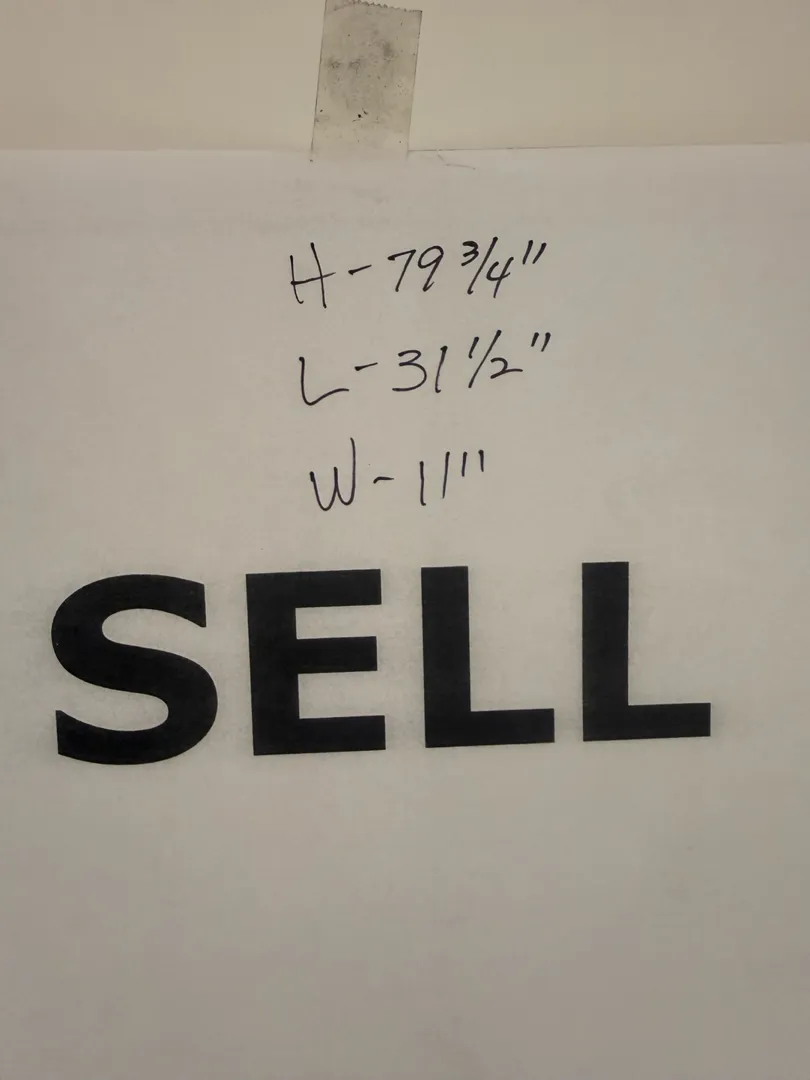 H-79 3/4"
L-31 1/2"
W-11"
SELL